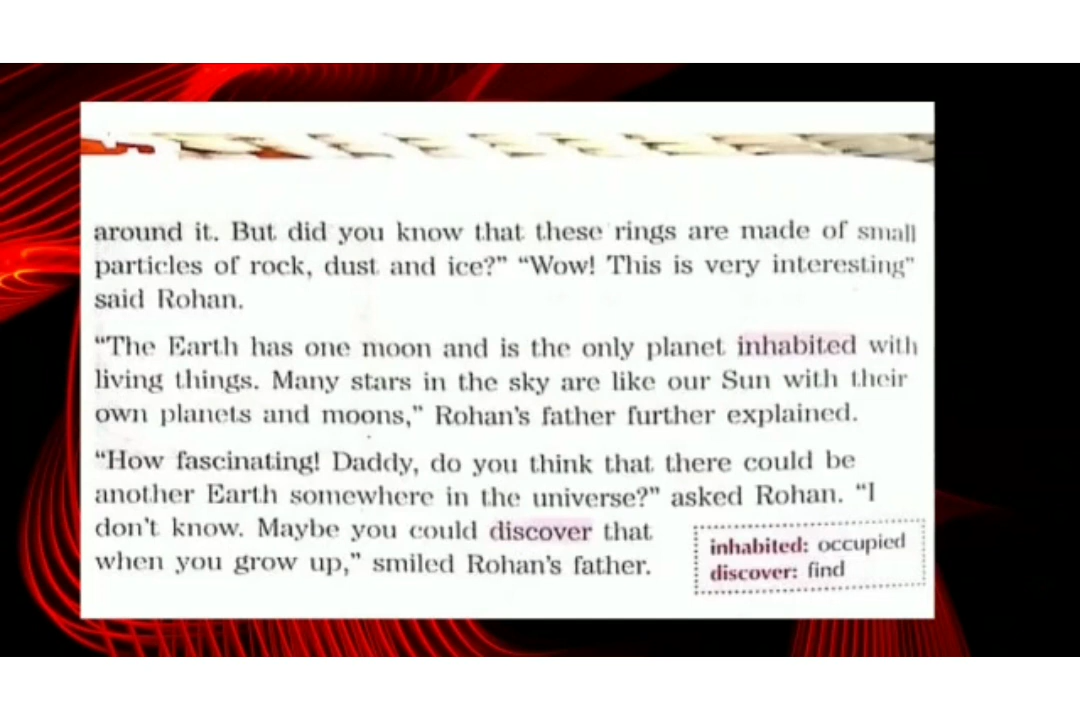 around it. But did you know that these rings are made of small
particles of rock, dust and ice?” “Wow! This is very interesting”
said Rohan.
“The Earth has one moon and is the only planet inhabited with
living things. Many stars in the sky are like our Sun with their
own planets and moons,” Rohan’s father further explained.
“How fascinating! Daddy, do you think that there could be
another Earth somewhere in the universe?” asked Rohan. “I
don’t know. Maybe you could discover that
when you grow up,” smiled Rohan’s father.
inhabited: occupied
discover: find